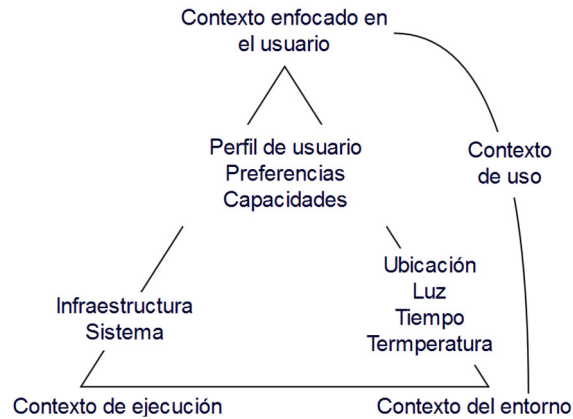 Contexto enfocado en
el usuario
Perfil de usuario
Preferencias
Capacidades
Contexto
de uso
Ubicación
Luz
Tiempo
Termperatura
Infraestructura
Sistema
Contexto de ejecución
Contexto del entorno